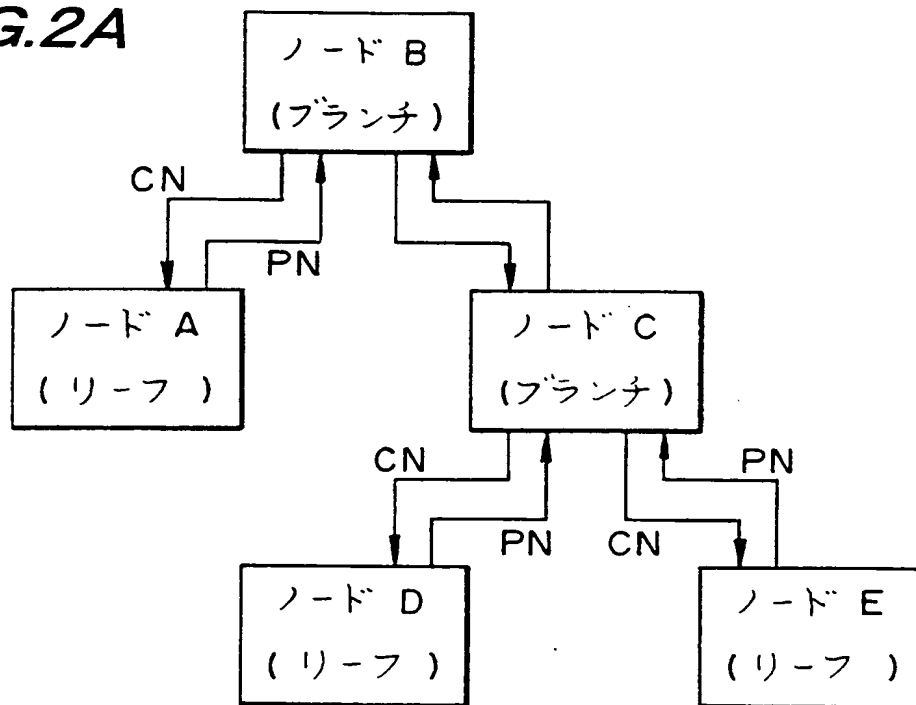 G.2A
ノード B
(ブランチ)
CN
PN
ノード A
(リーフ)
ノード C
(ブランチ)
CN
PN
CN
PN
ノード D
(リーフ)
ノード E
(リーフ)